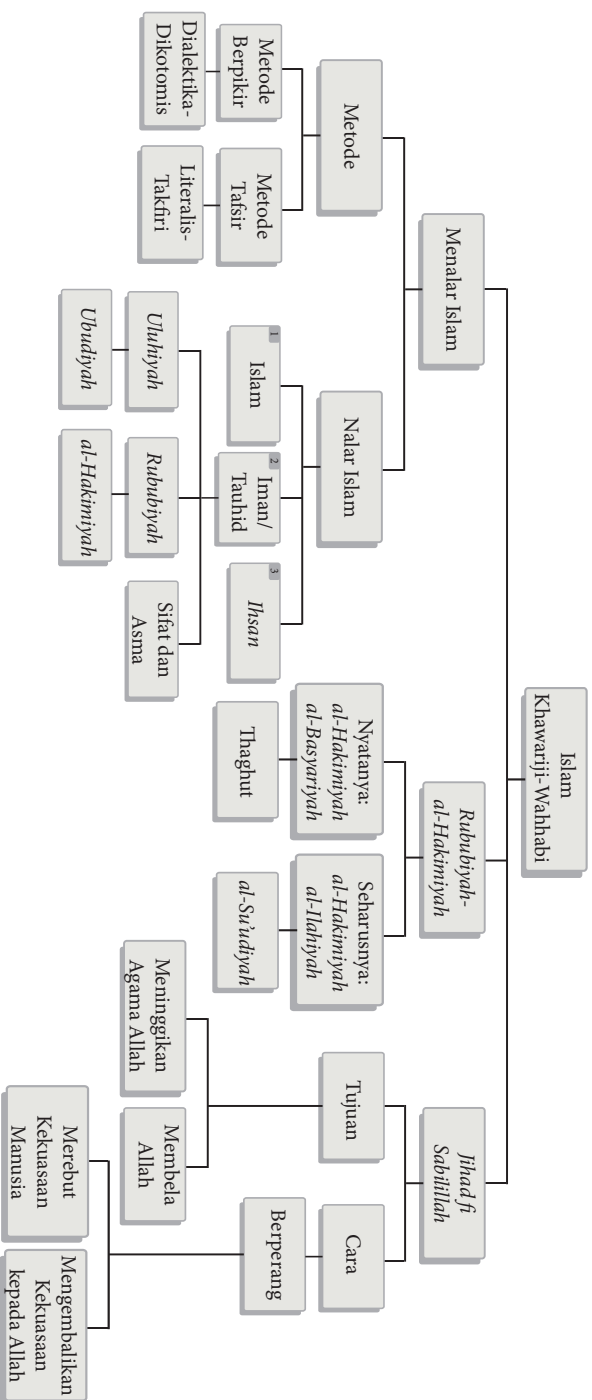 Islam
Khawariji-Wahhabi
Menalar Islam
Rububiyah-
al-Hakimiyah
Jihad fi
Sabilillah
Metode
Nalar Islam
Nyatanya:
al-Hakimiyah
al-Basyariyah
Seharusnya:
al-Hakimiyah
al-Ilahiyah
Tujuan
Cara
Metode
Berpikir
Metode
Tafsir
1
Islam
2
Iman/
Tauhid
3
Ihsan
Thaghut
al-Su'udiyah
Berperang
Dialektika-
Dikotomis
Literalis-
Takfiri
Uluhiyah
Rububiyah
Sifat dan
Asma
Meninggikan
Agama Allah
Membela
Allah
Ubudiyah
al-Hakimiyah
Merebut
Kekuasaan
Manusia
Mengembalikan
Kekuasaan
kepada Allah